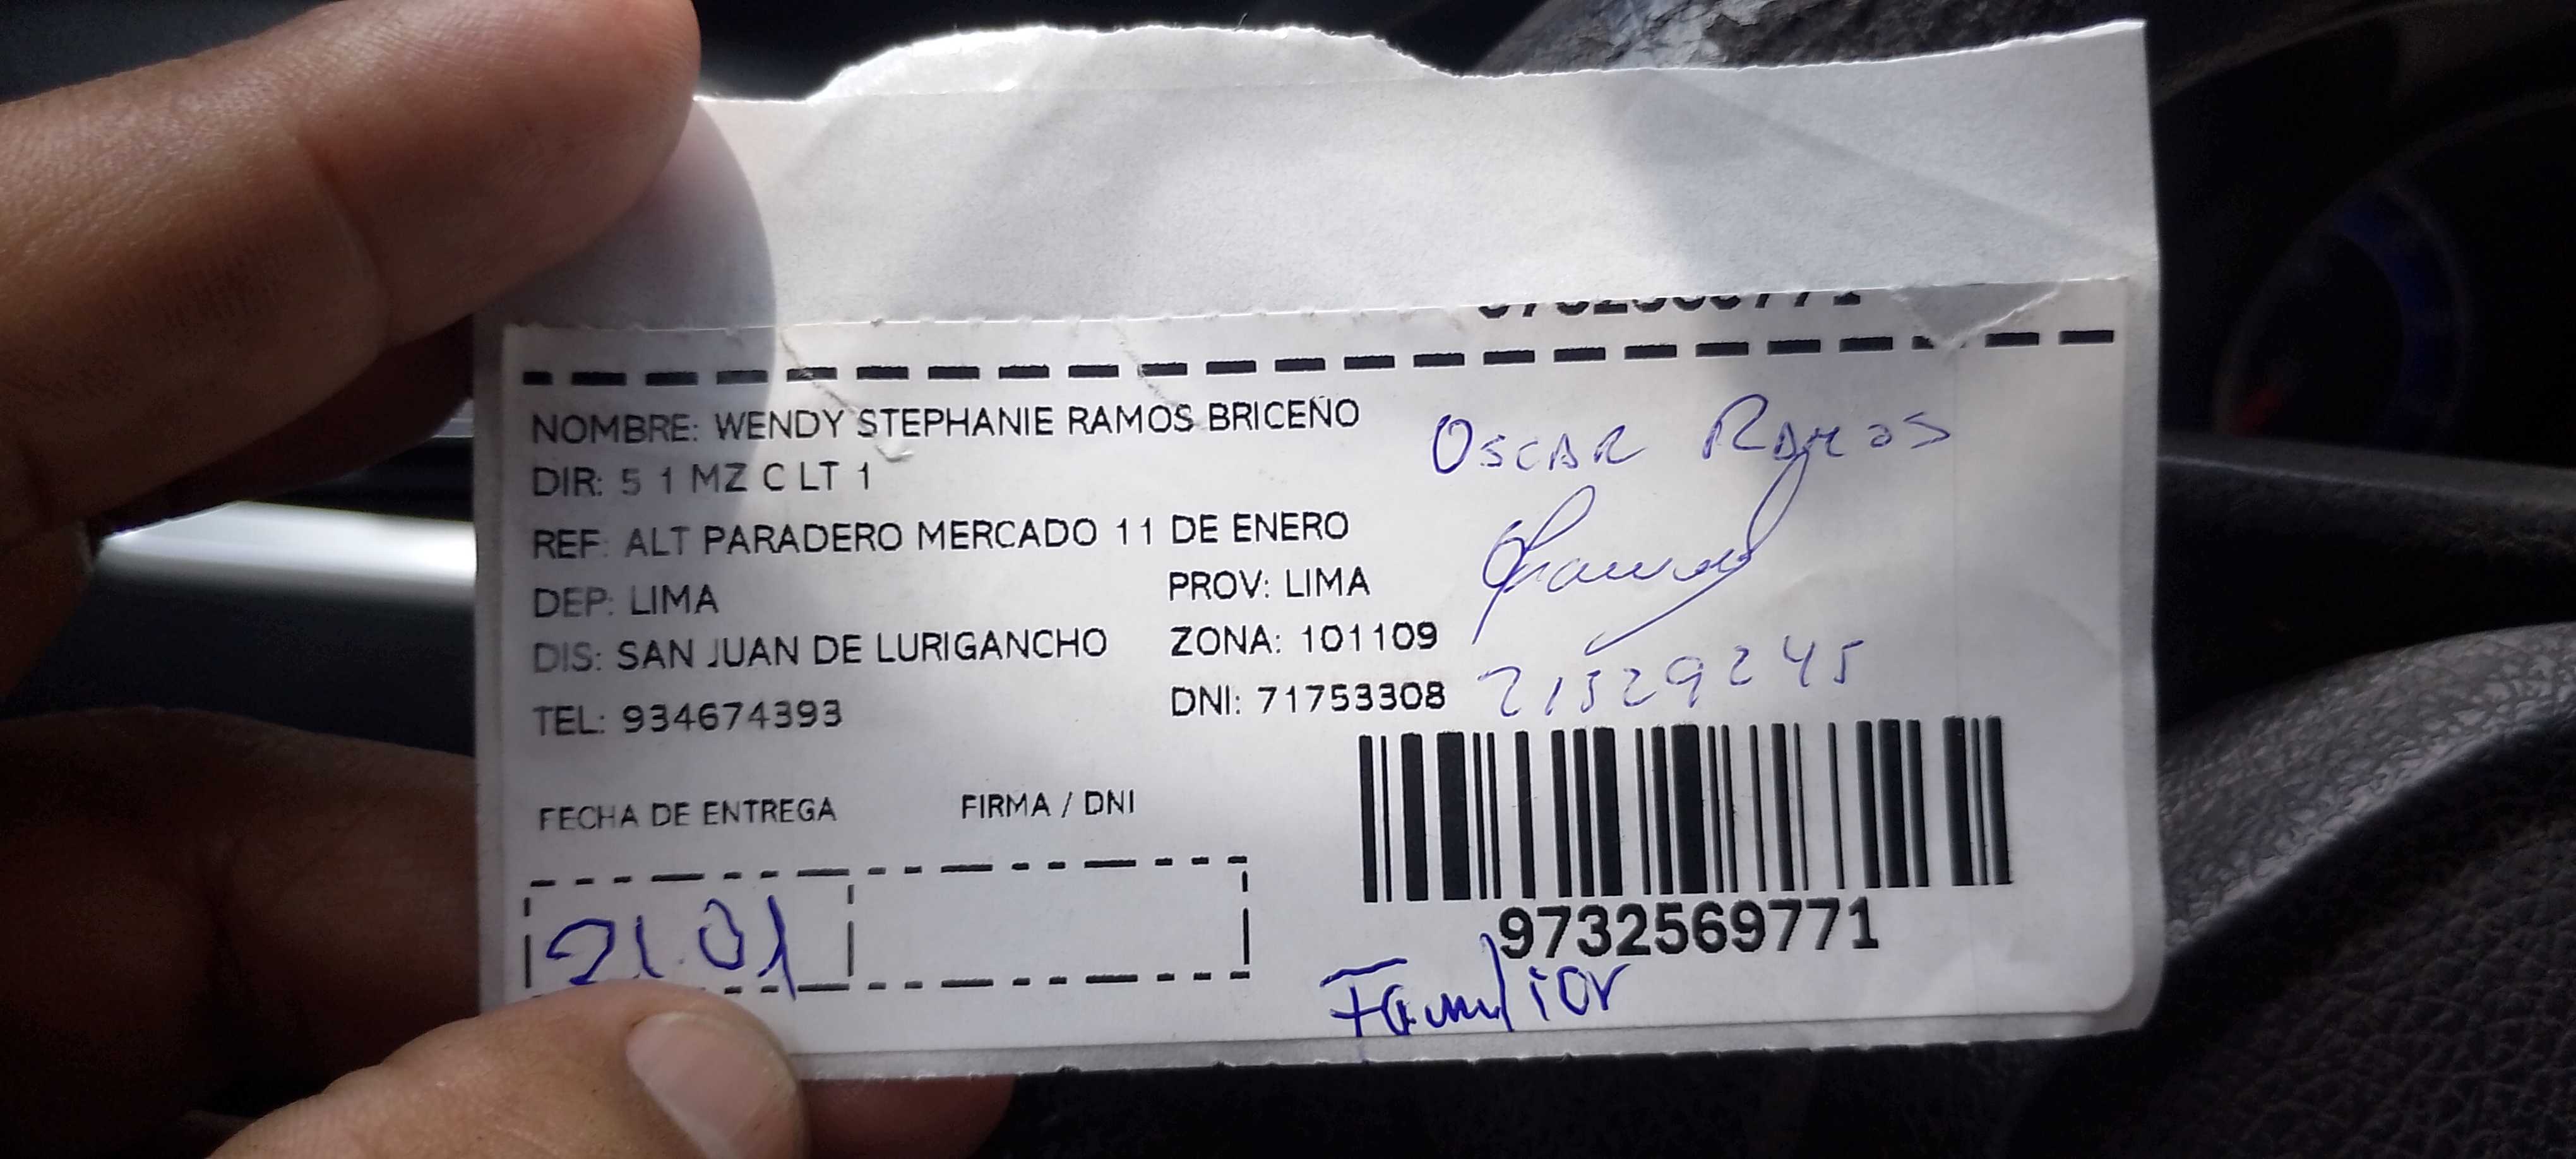 NOMBRE: WENDY STEPHANIE RAMOS BRICEÑO
OSCAR RAMOS
DIR: 5 1 MZ C LT 1
REF: ALT PARADERO MERCADO 11 DE ENERO
DEP: LIMA
PROV: LIMA
DIS: SAN JUAN DE LURIGANCHO
ZONA: 101109
TEL: 934674393
DNI: 71753308
21529245
FECHA DE ENTREGA
FIRMA / DNI
21.01
9732569771
Familiar